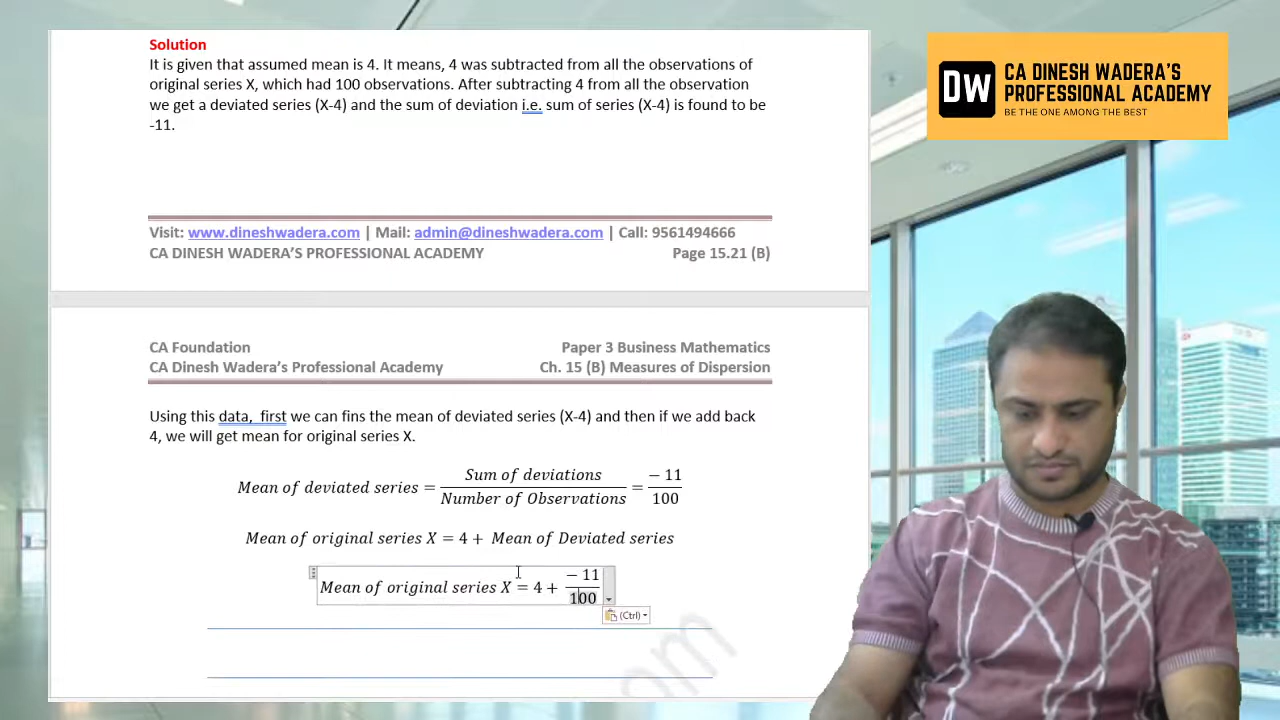 Solution
It is given that assumed mean is 4. It means, 4 was subtracted from all the observations of
original series X, which had 100 observations. After subtracting 4 from all the observation
we get a deviated series (X-4) and the sum of deviation i.e. sum of series (X-4) is found to be
-11.
Visit: www.dineshwadera.com | Mail: admin@dineshwadera.com | Call: 9561494666
CA DINESH WADERA'S PROFESSIONAL ACADEMY Page 15.21 (B)
CA Foundation Paper 3 Business Mathematics
CA Dinesh Wadera's Professional Academy Ch. 15 (B) Measures of Dispersion
Using this data, first we can fins the mean of deviated series (X-4) and then if we add back
4, we will get mean for original series X.
Mean of deviated series = Sum of deviations / Number of Observations = − 11 / 100
Mean of original series X = 4 + Mean of Deviated series
Mean of original series X = 4 + − 11 / 100
(Ctrl)
om
DW
CA DINESH WADERA'S
PROFESSIONAL ACADEMY
BE THE ONE AMONG THE BEST